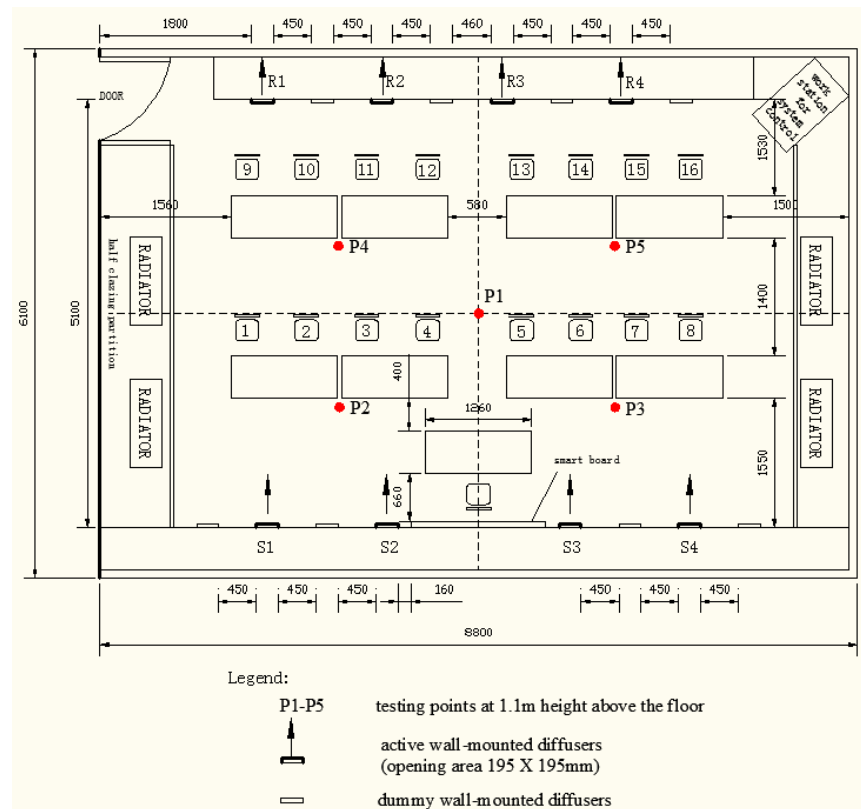 1800
450
450
450
460
450
450
450
R1
R2
R3
R4
DOOR
work
station
for
system
control
1530
9
10
11
12
13
14
15
16
1560
580
150
P4
P5
RADIATOR
RADIATOR
half glazing partition
6100
5100
P1
1400
1
2
3
4
5
6
7
8
400
P2
1260
P3
RADIATOR
RADIATOR
smart board
660
1550
S1
S2
S3
S4
450
450
450
160
450
450
450
8800
Legend:
P1-P5 testing points at 1.1m height above the floor
active wall-mounted diffusers
(opening area 195 X 195mm)
dummy wall-mounted diffusers